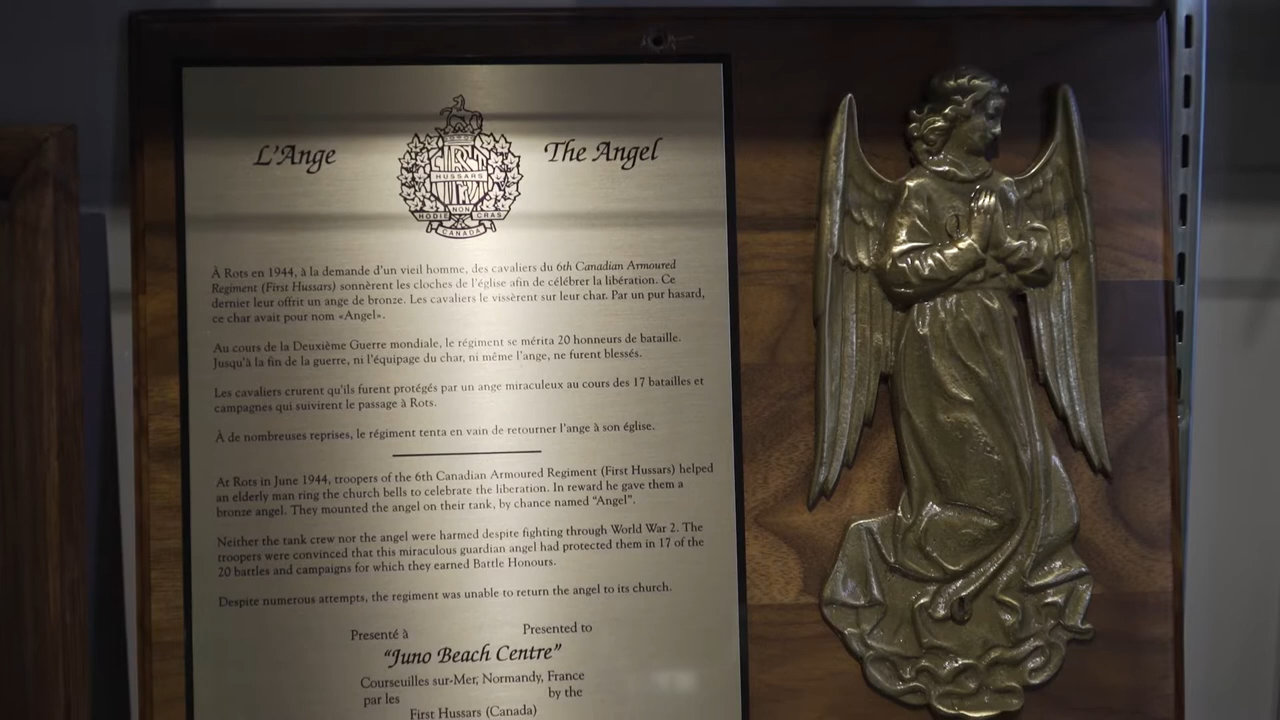 L'Ange
The Angel
HUSSARS
NON
HODIE CRAS
CANADA
À Rots en 1944, à la demande d'un vieil homme, des cavaliers du 6th Canadian Armoured
Regiment (First Hussars) sonnèrent les cloches de l'église afin de célébrer la libération. Ce
dernier leur offrit un ange de bronze. Les cavaliers le vissèrent sur leur char. Par un pur hasard,
ce char avait pour nom «Angel».
Au cours de la Deuxième Guerre mondiale, le régiment se mérita 20 honneurs de bataille.
Jusqu'à la fin de la guerre, ni l'équipage du char, ni même l'ange, ne furent blessés.
Les cavaliers crurent qu'ils furent protégés par un ange miraculeux au cours des 17 batailles et
campagnes qui suivirent le passage à Rots.
À de nombreuses reprises, le régiment tenta en vain de retourner l'ange à son église.
At Rots in June 1944, troopers of the 6th Canadian Armoured Regiment (First Hussars) helped
an elderly man ring the church bells to celebrate the liberation. In reward he gave them a
bronze angel. They mounted the angel on their tank, by chance named "Angel".
Neither the tank crew nor the angel were harmed despite fighting through World War 2. The
troopers were convinced that this miraculous guardian angel had protected them in 17 of the
20 battles and campaigns for which they earned Battle Honours.
Despite numerous attempts, the regiment was unable to return the angel to its church.
Presenté à Presented to
"Juno Beach Centre"
Courseuilles sur-Mer, Normandy, France
par les by the
First Hussars (Canada)